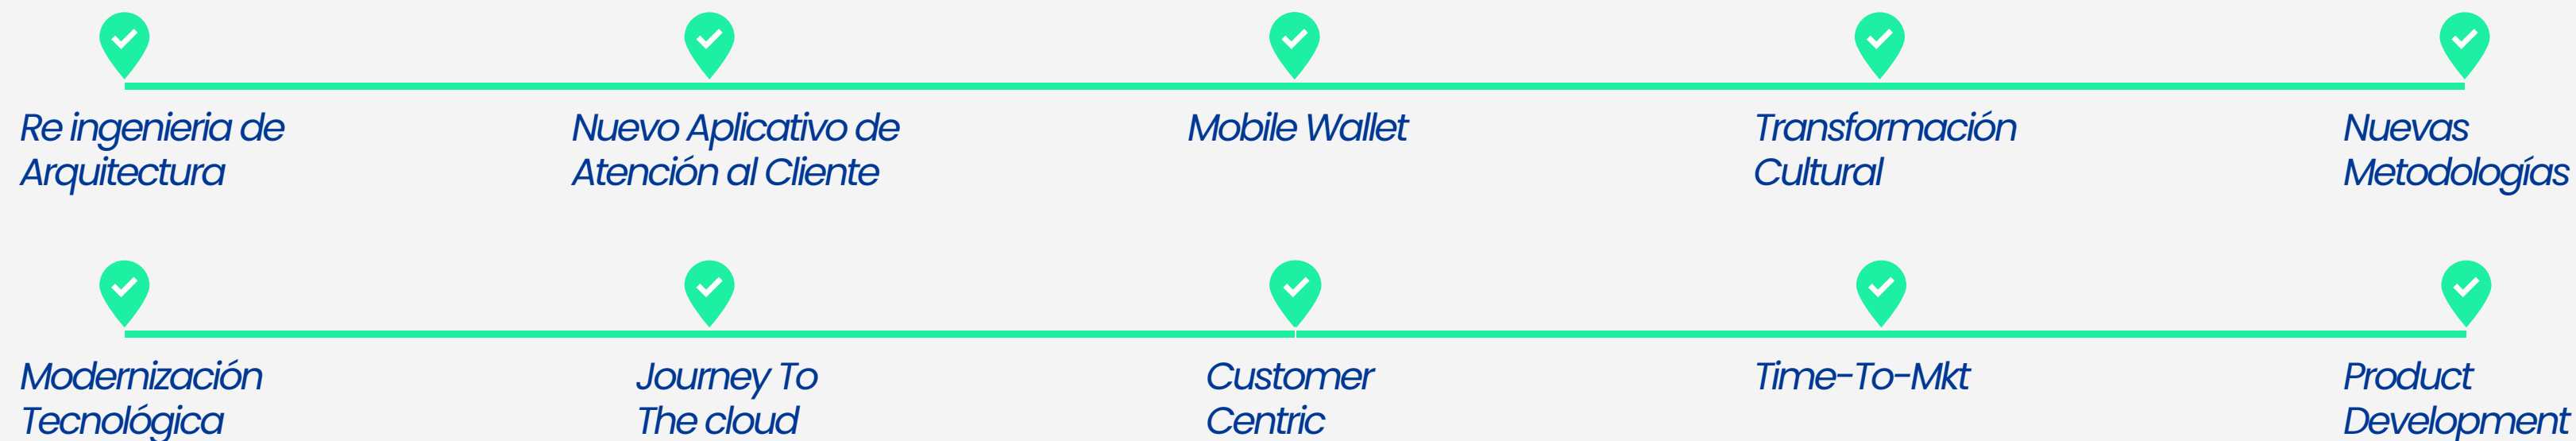 Re ingenieria de
Arquitectura
Nuevo Aplicativo de
Atención al Cliente
Mobile Wallet
Transformación
Cultural
Nuevas
Metodologías
Modernización
Tecnológica
Journey To
The cloud
Customer
Centric
Time-To-Mkt
Product
Development